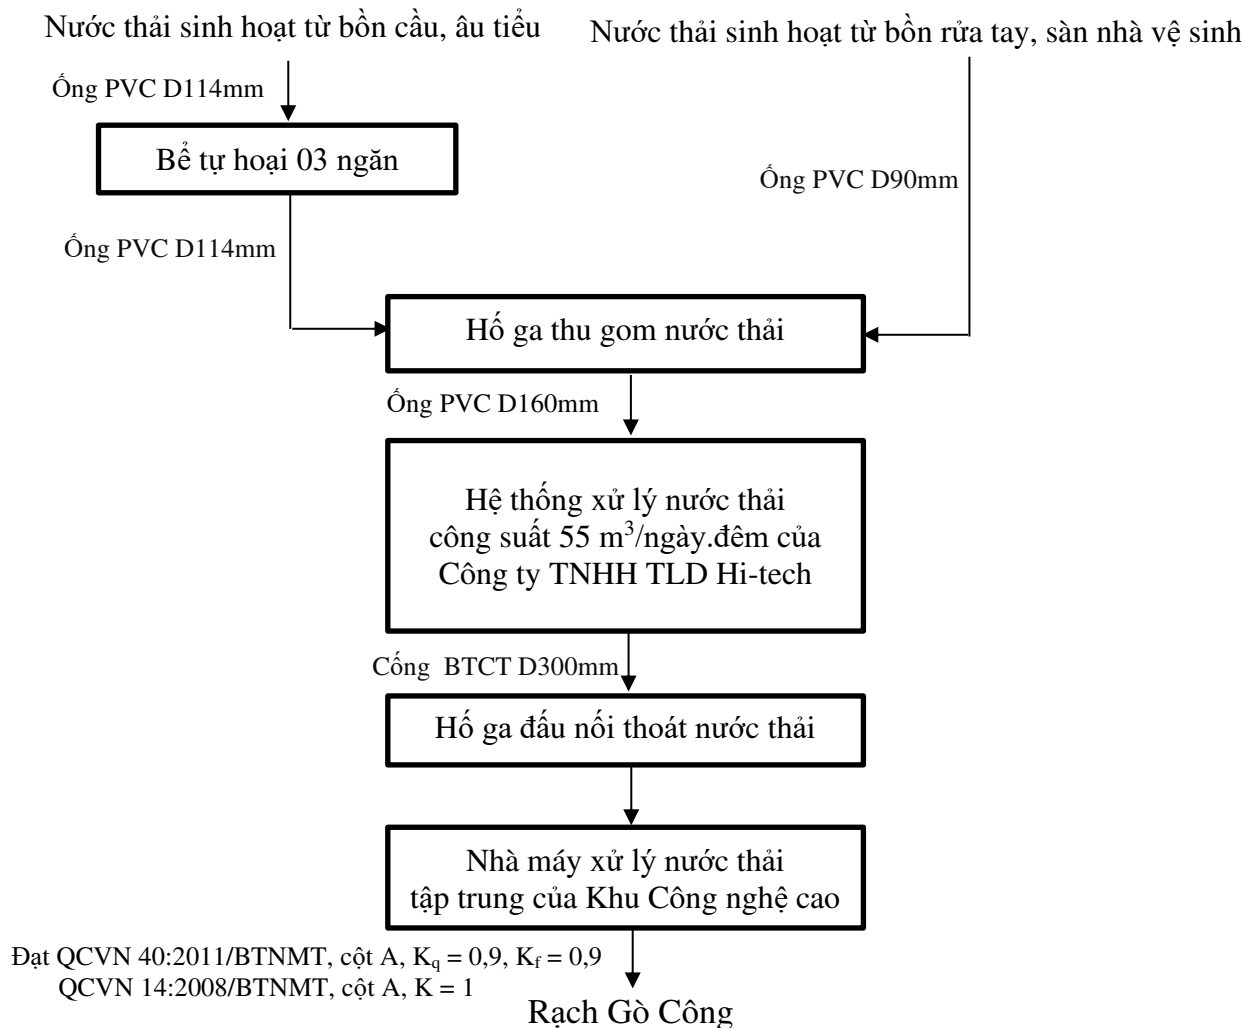 Nước thải sinh hoạt từ bồn cầu, âu tiểu
Nước thải sinh hoạt từ bồn rửa tay, sàn nhà vệ sinh
Ống PVC D114mm
Bể tự hoại 03 ngăn
Ống PVC D90mm
Ống PVC D114mm
Hố ga thu gom nước thải
Ống PVC D160mm
Hệ thống xử lý nước thải
công suất 55 m³/ngày.đêm của
Công ty TNHH TLD Hi-tech
Cống BTCT D300mm
Hố ga đấu nối thoát nước thải
Nhà máy xử lý nước thải
tập trung của Khu Công nghệ cao
Đạt QCVN 40:2011/BTNMT, cột A, Kq = 0,9, Kf = 0,9
QCVN 14:2008/BTNMT, cột A, K = 1
Rạch Gò Công